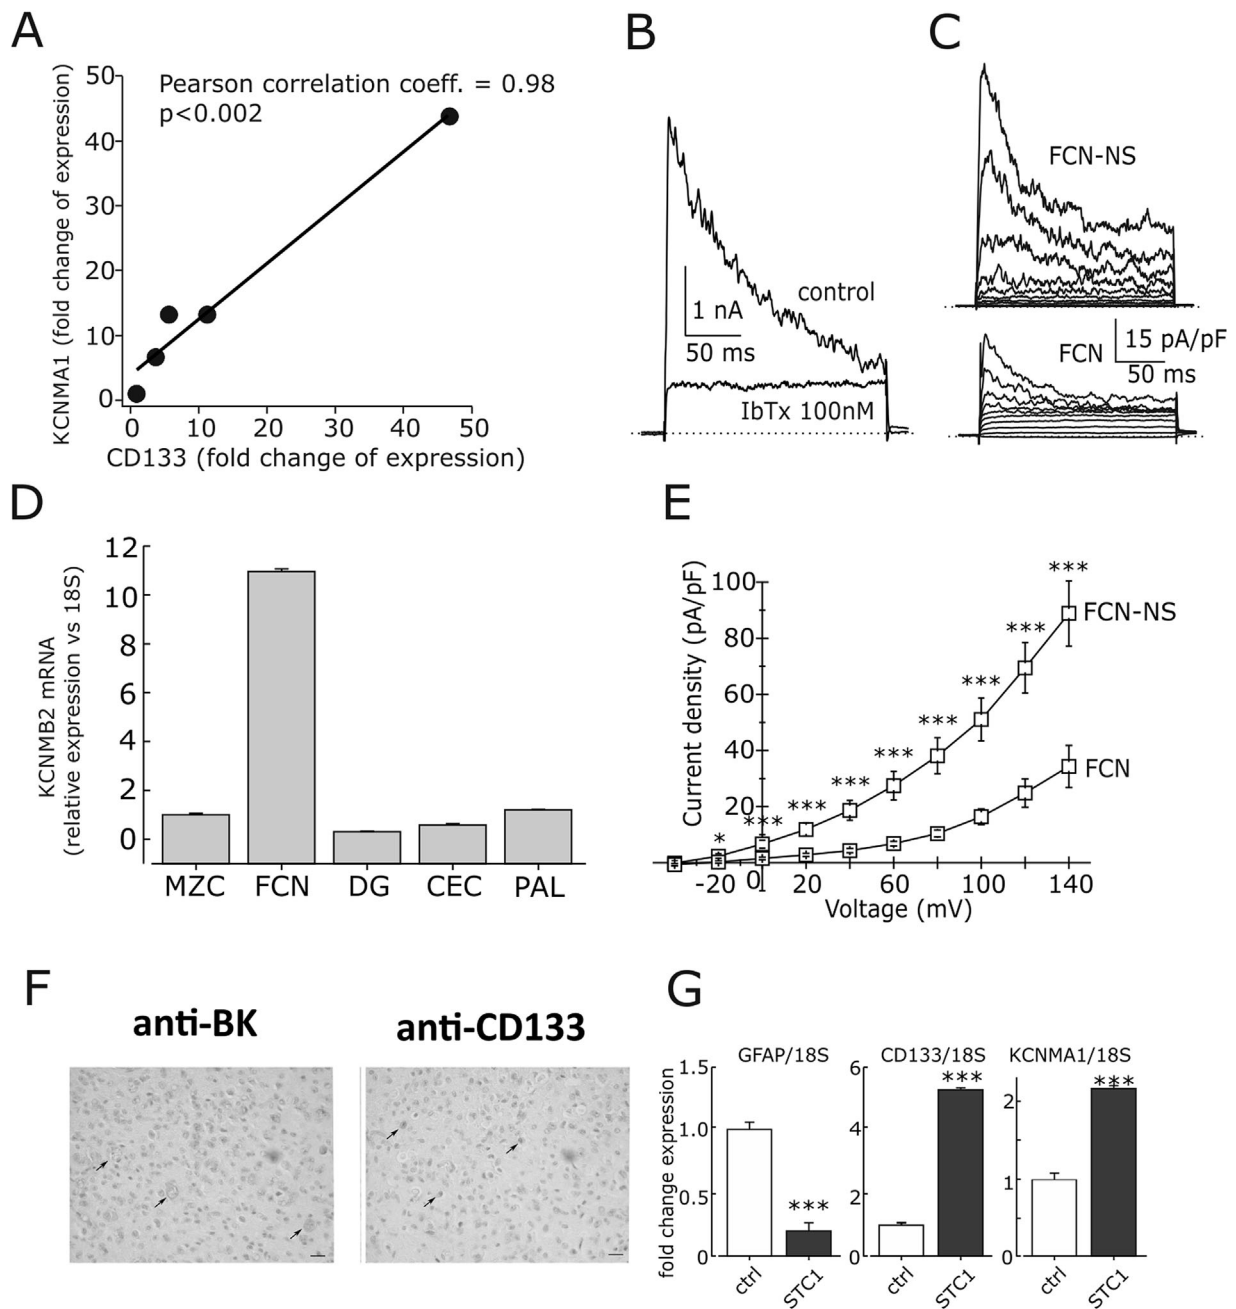 A
KCNMA1 (fold change of expression)
50
40
30
20
10
0
Pearson correlation coeff. = 0.98
p<0.002
0 10 20 30 40 50
CD133 (fold change of expression)
B
control
1 nA
50 ms
IbTx 100nM
C
FCN-NS
FCN
15 pA/pF
50 ms
D
KCNMB2 mRNA
(relative expression vs 18S)
12
10
8
6
4
2
0
MZC FCN DG CEC PAL
E
Current density (pA/pF)
100
80
60
40
20
* *** *** *** *** *** *** *** ***
FCN-NS
FCN
-20 0 20 60 100 140
Voltage (mV)
F
anti-BK
anti-CD133
G
fold change expression
GFAP/18S
1.5
1.0
0.5
0
***
ctrl STC1
CD133/18S
6
4
2
0
***
ctrl STC1
KCNMA1/18S
2
1
0
***
ctrl STC1